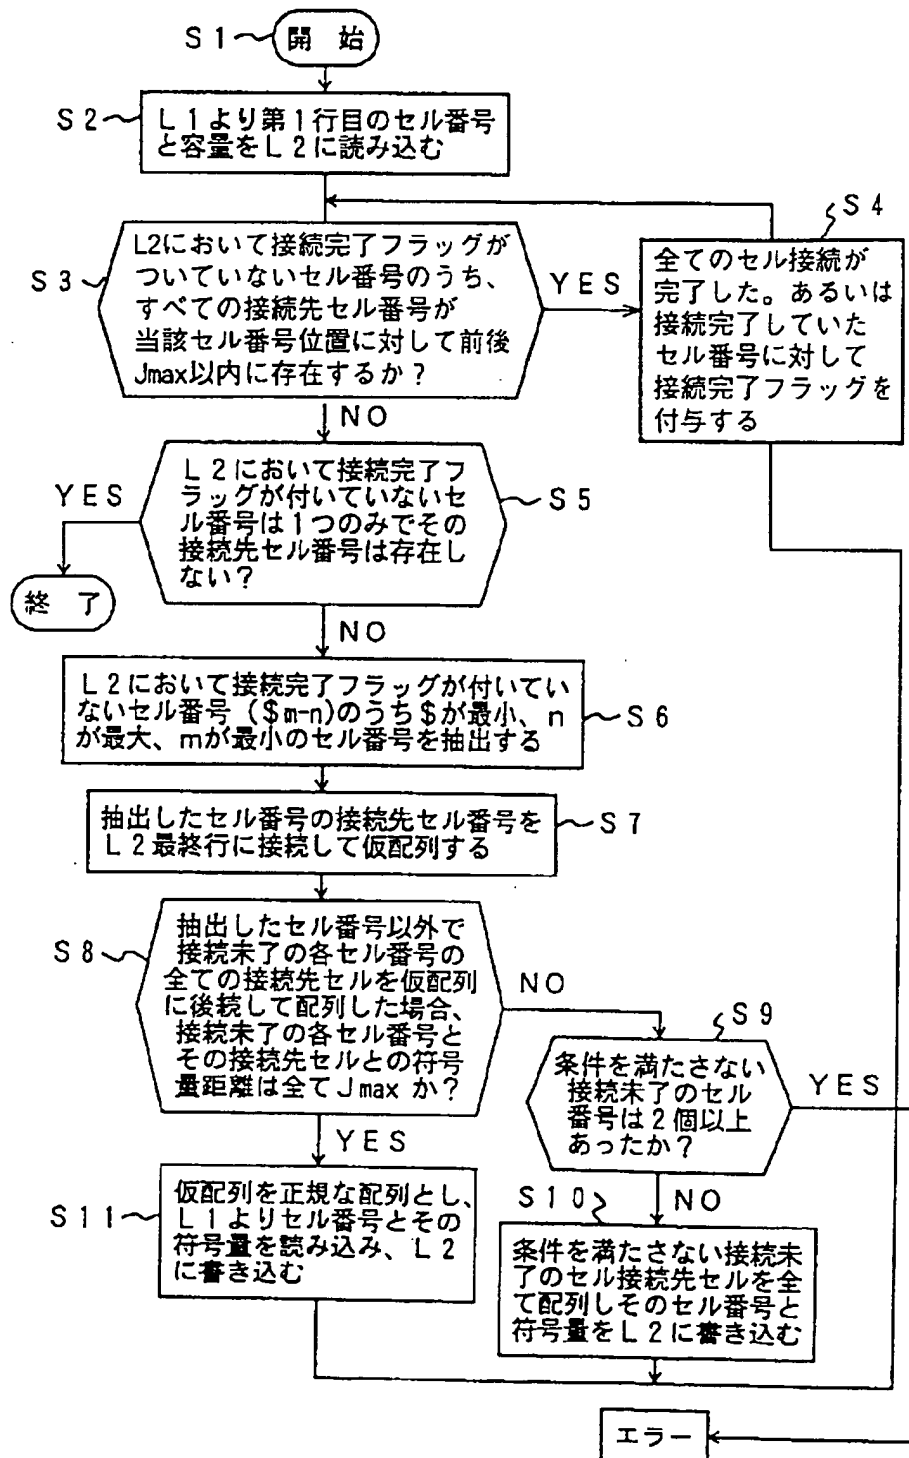 S1
開 始
S2
L1より第1行目のセル番号
と容量をL2に読み込む
S3
L2において接続完了フラッグが
ついていないセル番号のうち、
すべての接続先セル番号が
当該セル番号位置に対して前後
Jmax以内に存在するか?
YES
S4
全てのセル接続が
完了した。あるいは
接続完了していた
セル番号に対して
接続完了フラッグを
付与する
NO
S5
L2において接続完了フ
ラッグが付いていないセ
ル番号は1つのみでその
接続先セル番号は存在し
ない?
YES
終 了
NO
S6
L2において接続完了フラッグが付いてい
ないセル番号($m-n)のうち$が最小、n
が最大、mが最小のセル番号を抽出する
S7
抽出したセル番号の接続先セル番号を
L2最終行に接続して仮配列する
S8
抽出したセル番号以外で
接続未了の各セル番号の
全ての接続先セルを仮配列
に後続して配列した場合、
接続未了の各セル番号と
その接続先セルとの符号
量距離は全てJmaxか?
NO
S9
条件を満たさない
接続未了のセル
番号は2個以上
あったか?
YES
YES
S11
仮配列を正規な配列とし、
L1よりセル番号とその
符号量を読み込み、L2
に書き込む
NO
S10
条件を満たさない接続未
了のセル接続先セルを全
て配列しそのセル番号と
符号量をL2に書き込む
エラー